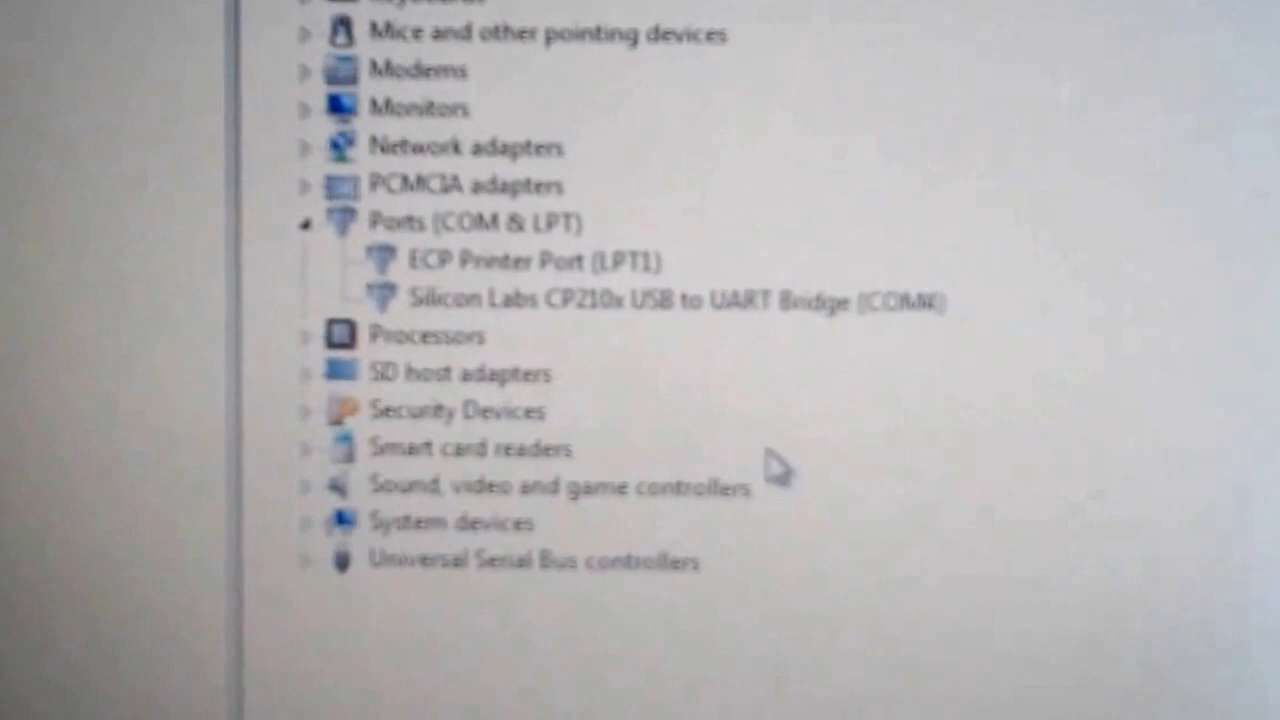 Keyboards
Mice and other pointing devices
Modems
Monitors
Network adapters
PCMCIA adapters
Ports (COM & LPT)
ECP Printer Port (LPT1)
Silicon Labs CP210x USB to UART Bridge
Processors
SD host adapters
Security Devices
Smart card readers
Sound, video and game controllers
System devices
Universal Serial Bus controllers